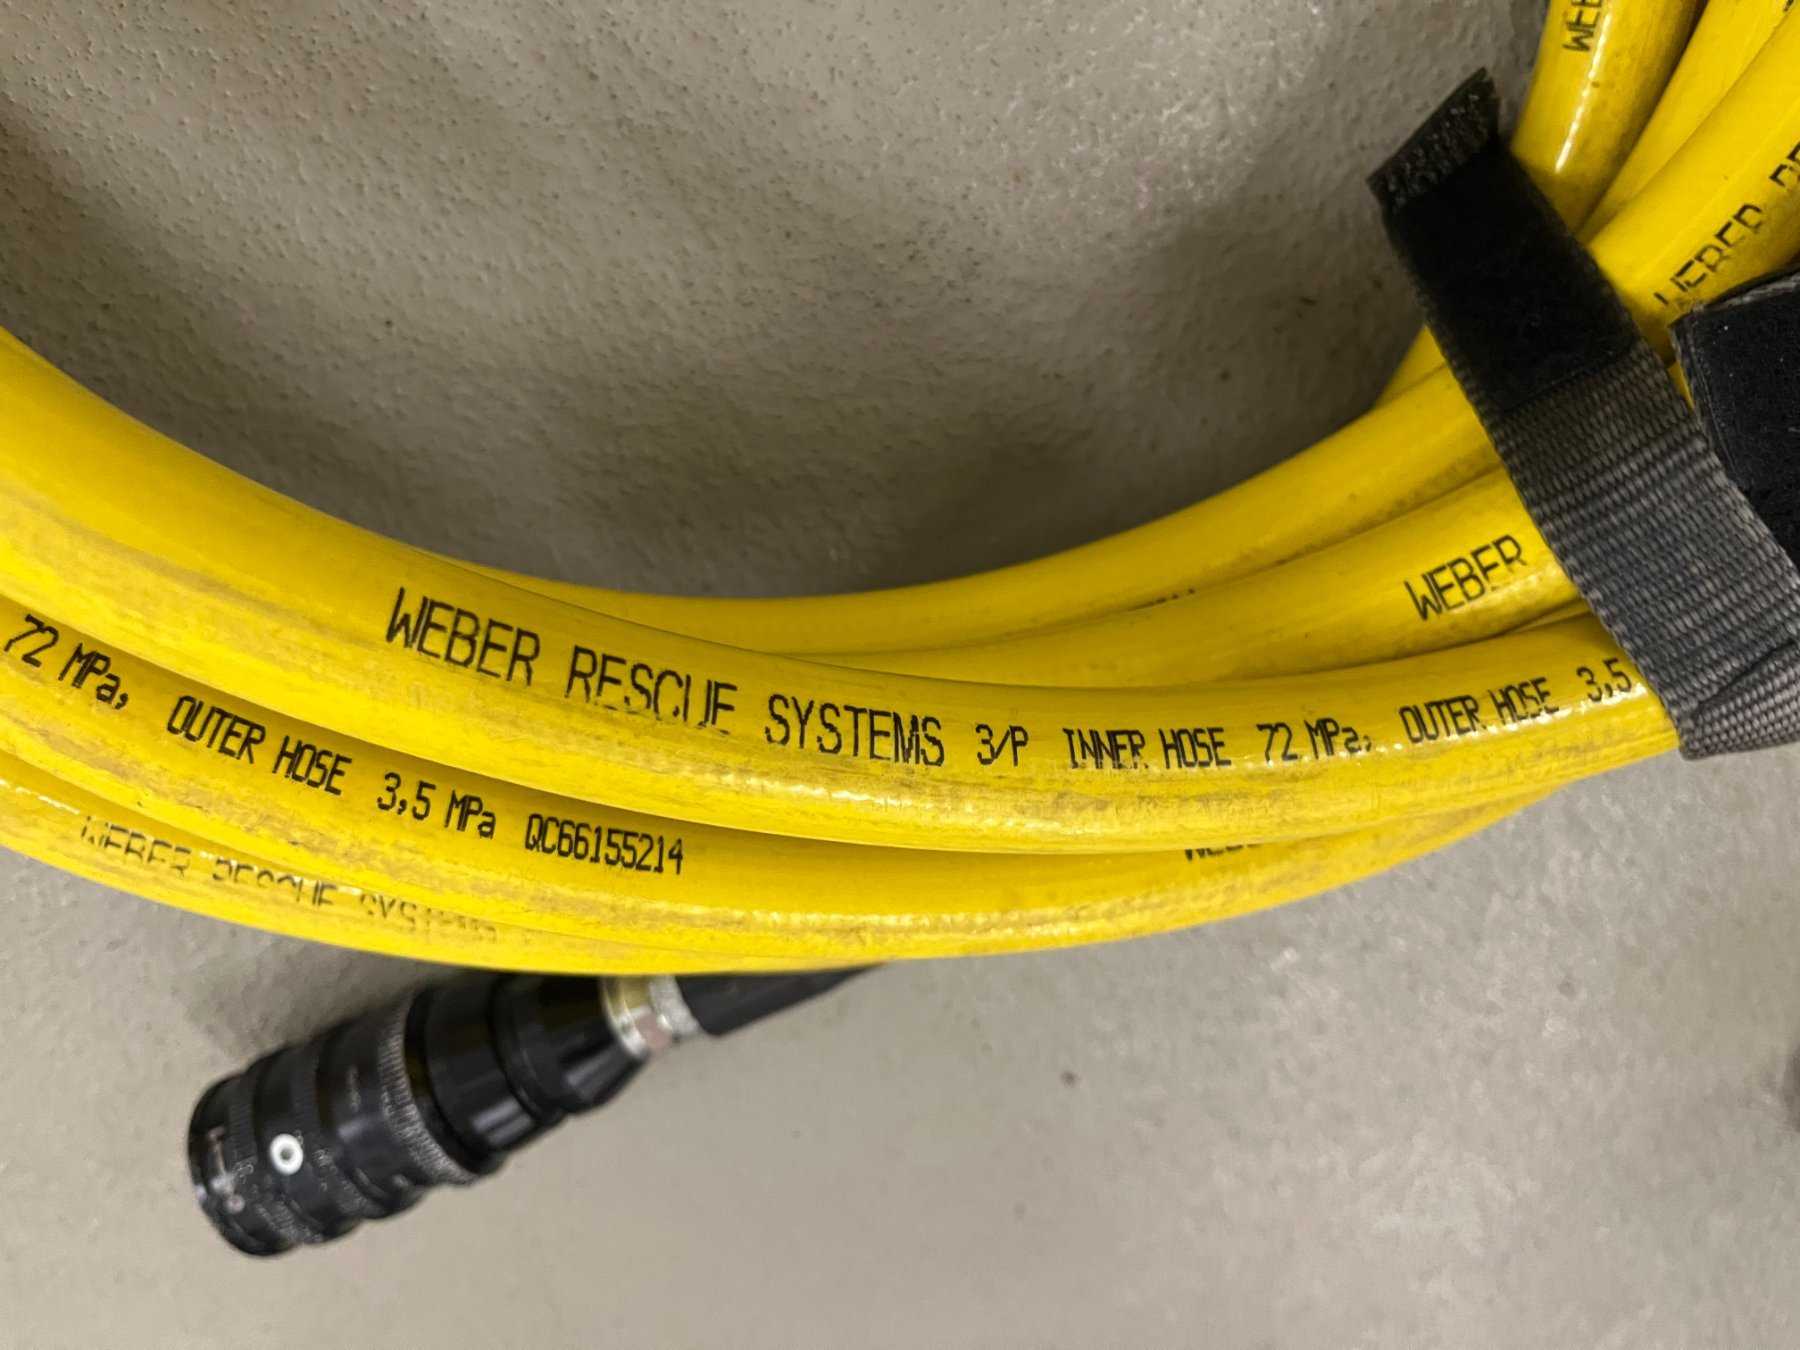 WEBER
WEBER
WEBER RESCUE SYSTEMS 3/P INNER HOSE 72 MPa, OUTER HOSE 3,5
72 MPa, OUTER HOSE 3,5 MPa QC66155214
WEBER RESCUE SYSTEMS